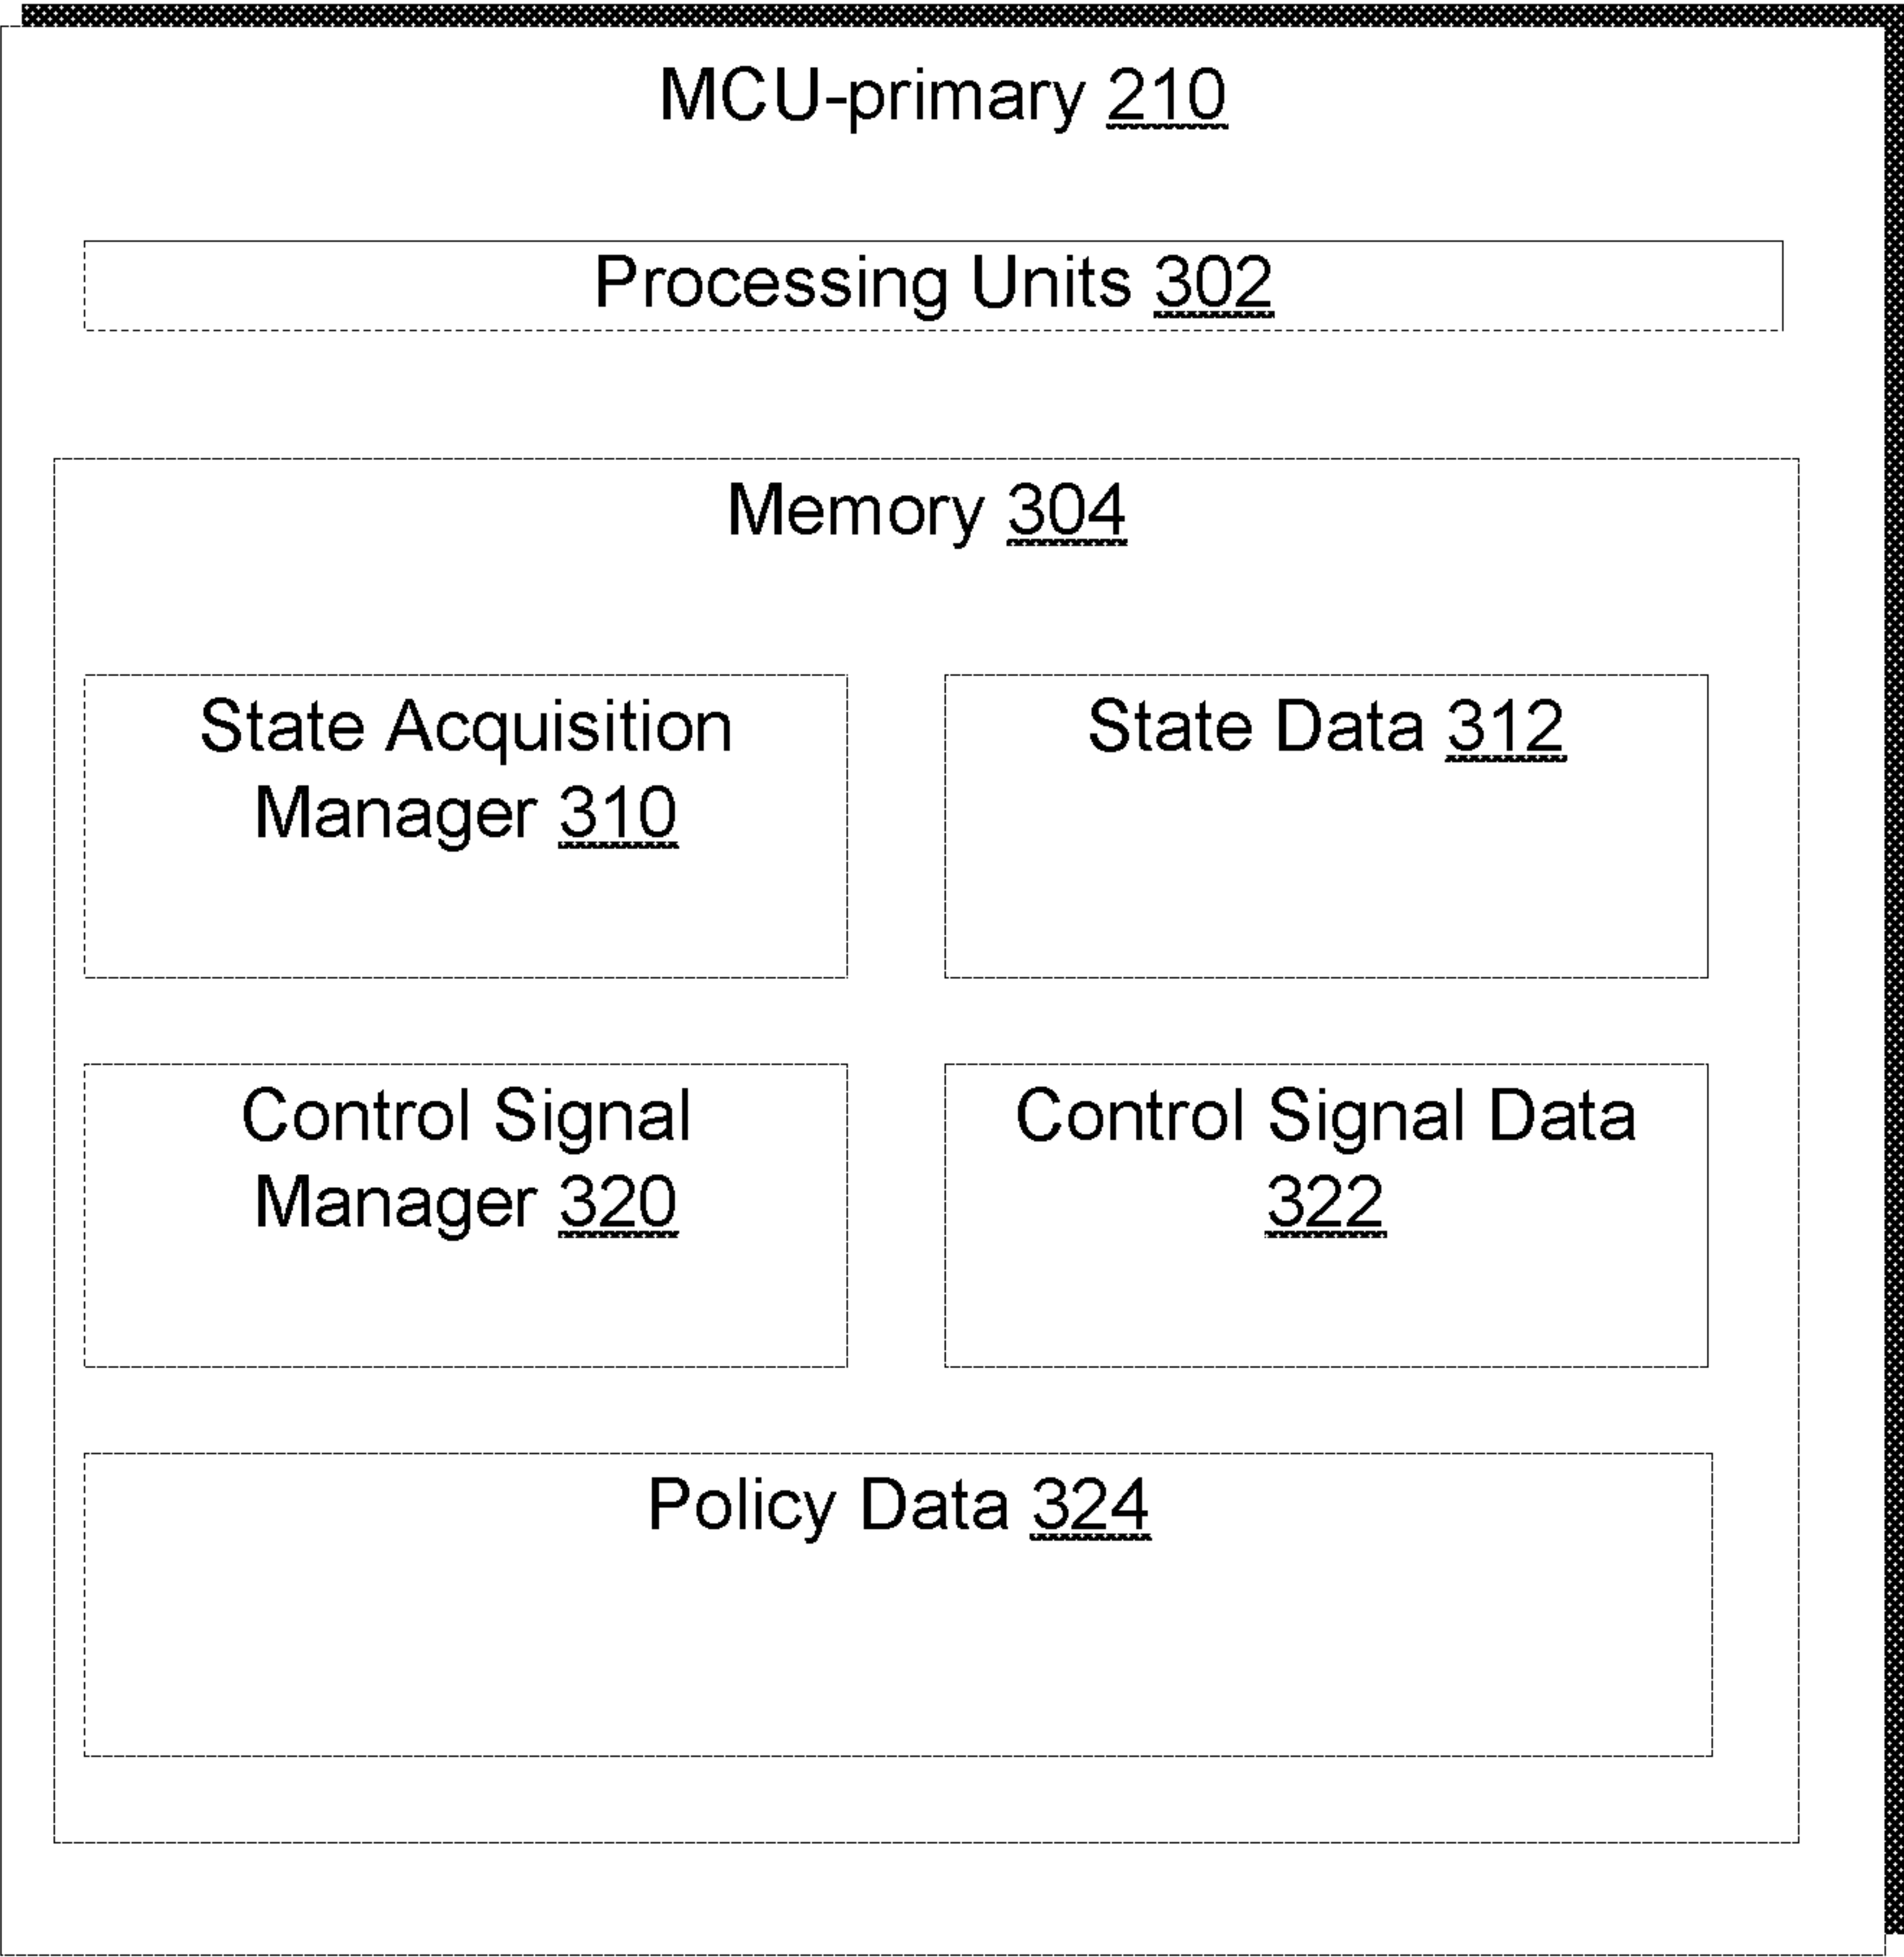 MCU-primary 210
Processing Units 302
Memory 304
State Acquisition
Manager 310
State Data 312
Control Signal
Manager 320
Control Signal Data
322
Policy Data 324